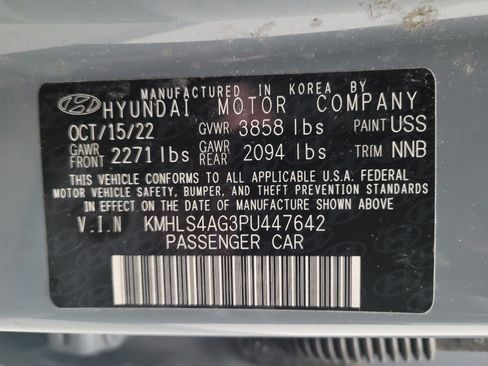 MANUFACTURED IN KOREA BY
HYUNDAI MOTOR COMPANY
OCT/15/22 GVWR 3858 lbs PAINT USS
GAWR FRONT 2271 lbs GAWR REAR 2094 lbs TRIM NNB
THIS VEHICLE CONFORMS TO ALL APPLICABLE U.S.A. FEDERAL
MOTOR VEHICLE SAFETY, BUMPER, AND THEFT PREVENTION STANDARDS
IN EFFECT ON THE DATE OF MANUFACTURE SHOWN ABOVE.
V.I.N KMHLS4AG3PU447642
PASSENGER CAR